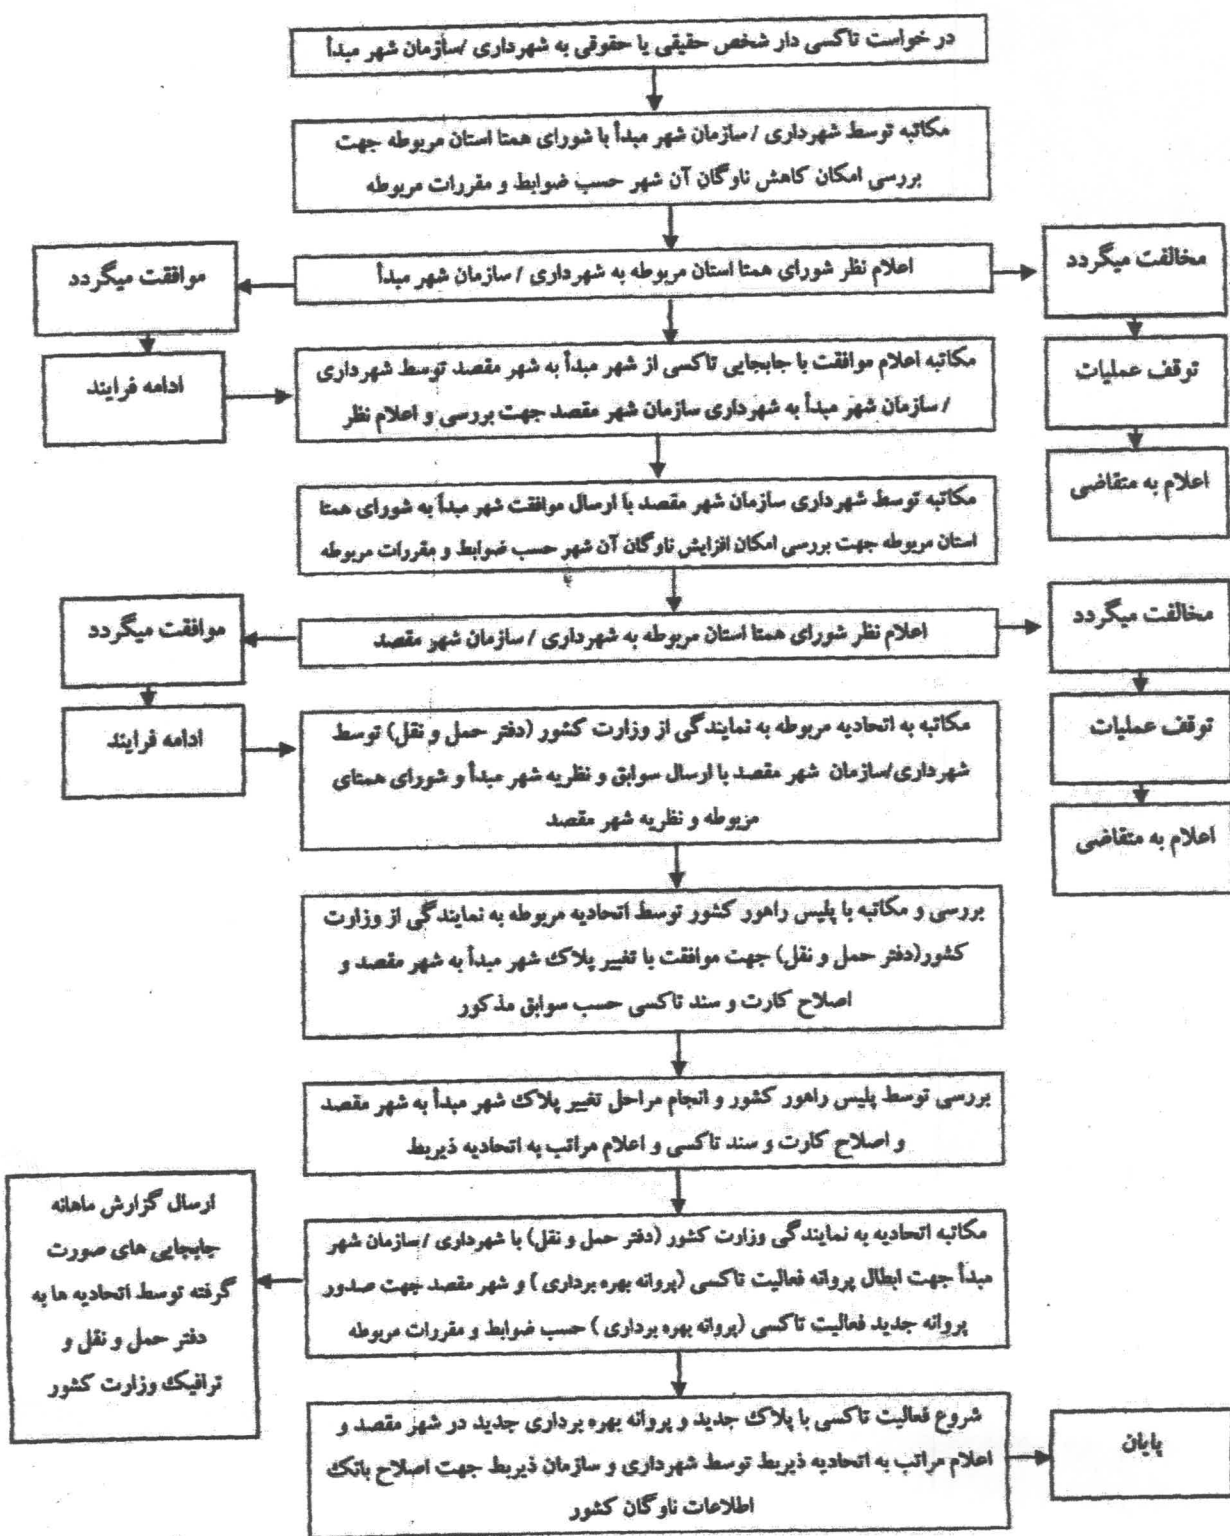 در خواست تاکسی دار شخص حقیقی یا حقوقی به شهرداری /سازمان شهر مبدأ
مکاتبه توسط شهرداری / سازمان شهر مبدأ با شورای همتا استان مربوطه جهت
بررسی امکان کاهش ناوگان آن شهر حسب ضوابط و مقررات مربوطه
مخالفت میگردد
اعلام نظر شورای همتا استان مربوطه به شهرداری / سازمان شهر مبدأ
موافقت میگردد
توقف عملیات
اعلام به متقاضی
ادامه فرایند
مکاتبه اعلام موافقت با جابجایی تاکسی از شهر مبدأ به شهر مقصد توسط شهرداری
/ سازمان شهر مبدأ به شهرداری سازمان شهر مقصد جهت بررسی و اعلام نظر
مکاتبه توسط شهرداری سازمان شهر مقصد با ارسال موافقت شهر مبدأ به شورای همتا
استان مربوطه جهت بررسی امکان افزایش ناوگان آن شهر حسب ضوابط و مقررات مربوطه
مخالفت میگردد
اعلام نظر شورای همتا استان مربوطه به شهرداری / سازمان شهر مقصد
موافقت میگردد
توقف عملیات
اعلام به متقاضی
ادامه فرایند
مکاتبه به اتحادیه مربوطه به نمایندگی از وزارت کشور (دفتر حمل و نقل) توسط
شهرداری/سازمان شهر مقصد با ارسال سوابق و نظریه شهر مبدأ و شورای همتای
مربوطه و نظریه شهر مقصد
بررسی و مکاتبه با پلیس راهور کشور توسط اتحادیه مربوطه به نمایندگی از وزارت
کشور(دفتر حمل و نقل) جهت موافقت با تغییر پلاک شهر مبدأ به شهر مقصد و
اصلاح کارت و سند تاکسی حسب سوابق مذکور
بررسی توسط پلیس راهور کشور و انجام مراحل تغییر پلاک شهر مبدأ به شهر مقصد
و اصلاح کارت و سند تاکسی و اعلام مراتب به اتحادیه ذیربط
مکاتبه اتحادیه به نمایندگی وزارت کشور (دفتر حمل و نقل) با شهرداری /سازمان شهر
مبدأ جهت ابطال پروانه فعالیت تاکسی (پروانه بهره برداری ) و شهر مقصد جهت صدور
پروانه جدید فعالیت تاکسی (پروانه بهره برداری ) حسب ضوابط و مقررات مربوطه
ارسال گزارش ماهانه
جابجایی های صورت
گرفته توسط اتحادیه ها به
دفتر حمل و نقل و
ترافیک وزارت کشور
شروع فعالیت تاکسی با پلاک جدید و پروانه بهره برداری جدید در شهر مقصد و
اعلام مراتب به اتحادیه ذیربط توسط شهرداری و سازمان ذیربط جهت اصلاح بانک
اطلاعات ناوگان کشور
پایان